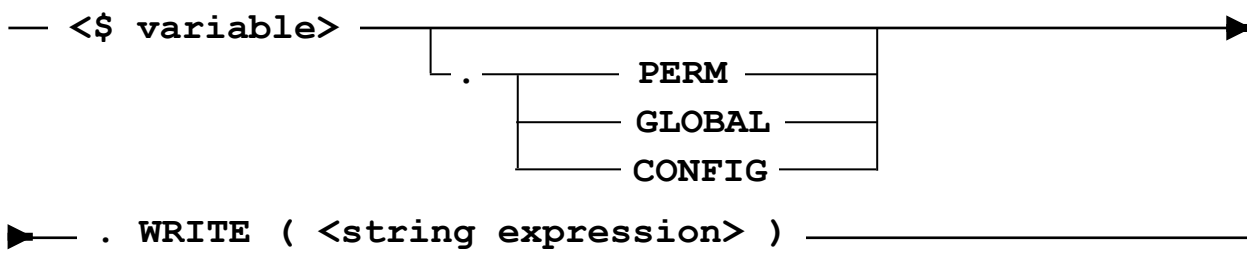 <$ variable>
. PERM
GLOBAL
CONFIG
. WRITE ( <string expression> )